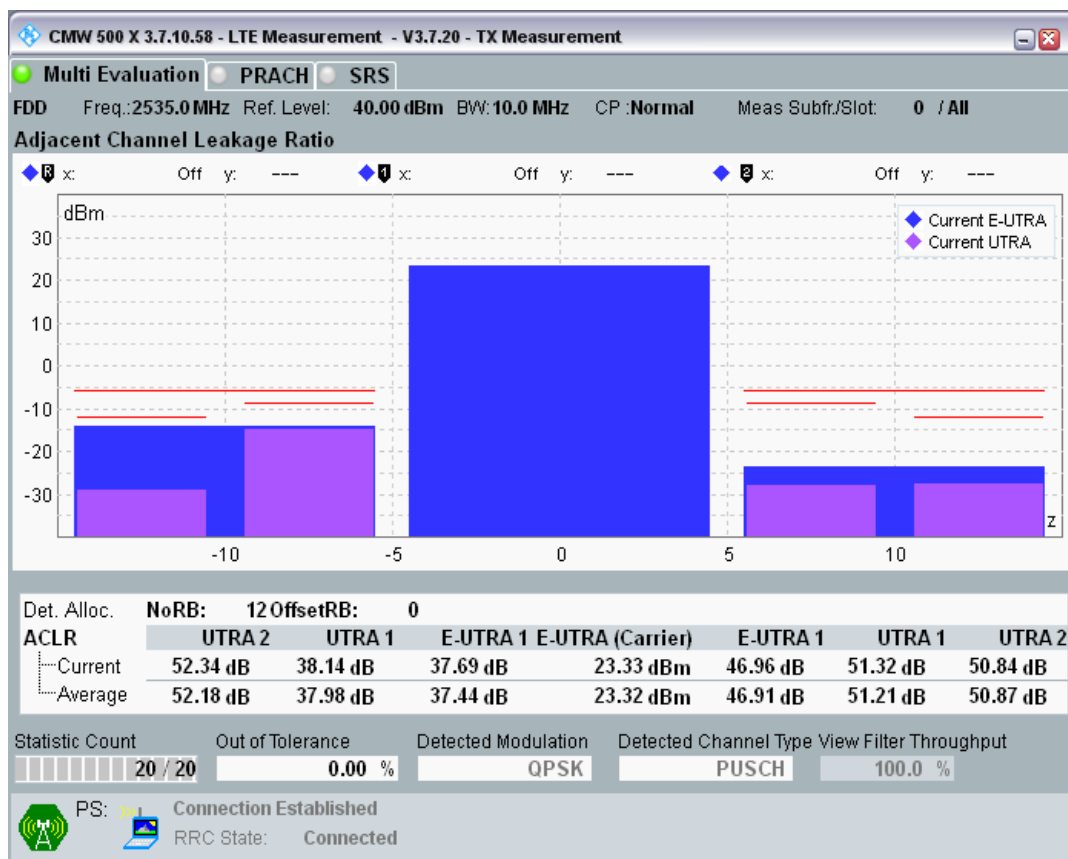 CMW 500 X 3.7.10.58 - LTE Measurement - V3.7.20 - TX Measurement
Multi Evaluation PRACH SRS
FDD Freq.:2535.0 MHz Ref. Level: 40.00 dBm BW: 10.0 MHz CP :Normal Meas Subfr./Slot: 0 / All
Adjacent Channel Leakage Ratio
R x: Off y: --- 1 x: Off y: --- 2 x: Off y: ---
dBm
Current E-UTRA
Current UTRA
30
20
10
0
-10
-20
-30
z
-10 -5 0 5 10
Det. Alloc. NoRB: 12 OffsetRB: 0
ACLR UTRA 2 UTRA 1 E-UTRA 1 E-UTRA (Carrier) E-UTRA 1 UTRA 1 UTRA 2
Current 52.34 dB 38.14 dB 37.69 dB 23.33 dBm 46.96 dB 51.32 dB 50.84 dB
Average 52.18 dB 37.98 dB 37.44 dB 23.32 dBm 46.91 dB 51.21 dB 50.87 dB
Statistic Count Out of Tolerance Detected Modulation Detected Channel Type View Filter Throughput
20 / 20 0.00 % QPSK PUSCH 100.0 %
PS: Connection Established
RRC State: Connected